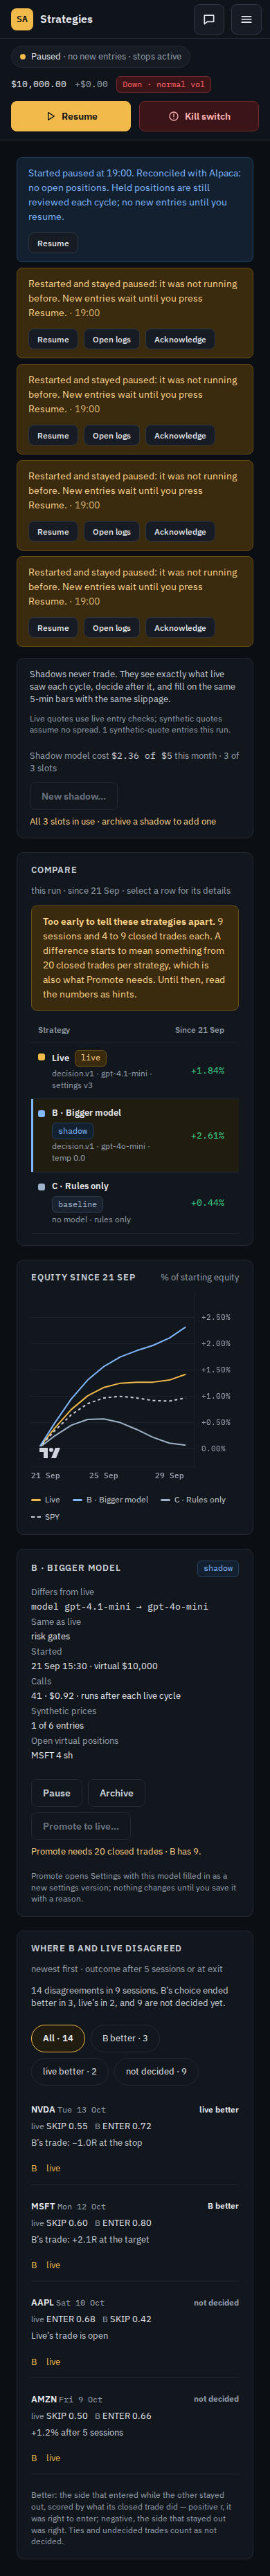 SA Strategies
Paused · no new entries · stops active
$10,000.00 +$0.00 Down · normal vol
Resume Kill switch
Started paused at 19:00. Reconciled with Alpaca:
no open positions. Held positions are still
reviewed each cycle; no new entries until you
resume.
Resume
Restarted and stayed paused: it was not running
before. New entries wait until you press
Resume. · 19:00
Resume Open logs Acknowledge
Restarted and stayed paused: it was not running
before. New entries wait until you press
Resume. · 19:00
Resume Open logs Acknowledge
Restarted and stayed paused: it was not running
before. New entries wait until you press
Resume. · 19:00
Resume Open logs Acknowledge
Restarted and stayed paused: it was not running
before. New entries wait until you press
Resume. · 19:00
Resume Open logs Acknowledge
Shadows never trade. They see exactly what live
saw each cycle, decide after it, and fill on the same
5-min bars with the same slippage.
Live quotes use live entry checks; synthetic quotes
assume no spread. 1 synthetic-quote entries this run.
Shadow model cost $2.36 of $5 this month · 3 of
3 slots
New shadow...
All 3 slots in use · archive a shadow to add one
COMPARE
this run · since 21 Sep · select a row for its details
Too early to tell these strategies apart. 9
sessions and 4 to 9 closed trades each. A
difference starts to mean something from
20 closed trades per strategy, which is
also what Promote needs. Until then, read
the numbers as hints.
Strategy Since 21 Sep
Live live
decision.v1 · gpt-4.1-mini ·
settings v3
+1.84%
B · Bigger model
shadow
decision.v1 · gpt-4o-mini ·
temp 0.0
+2.61%
C · Rules only
baseline
no model · rules only
+0.44%
EQUITY SINCE 21 SEP % of starting equity
+2.50%
+2.00%
+1.50%
+1.00%
+0.50%
0.00%
21 Sep 25 Sep 29 Sep
Live B · Bigger model C · Rules only
SPY
B · BIGGER MODEL shadow
Differs from live
model gpt-4.1-mini → gpt-4o-mini
Same as live
risk gates
Started
21 Sep 15:30 · virtual $10,000
Calls
41 · $0.92 · runs after each live cycle
Synthetic prices
1 of 6 entries
Open virtual positions
MSFT 4 sh
Pause Archive
Promote to live...
Promote needs 20 closed trades · B has 9.
Promote opens Settings with this model filled in as a
new settings version; nothing changes until you save it
with a reason.
WHERE B AND LIVE DISAGREED
newest first · outcome after 5 sessions or at exit
14 disagreements in 9 sessions. B's choice ended
better in 3, live's in 2, and 9 are not decided yet.
All · 14 B better · 3
live better · 2 not decided · 9
NVDA Tue 13 Oct live better
live SKIP 0.55 B ENTER 0.72
B's trade: −1.0R at the stop
B live
MSFT Mon 12 Oct B better
live SKIP 0.60 B ENTER 0.80
B's trade: +2.1R at the target
B live
AAPL Sat 10 Oct not decided
live ENTER 0.68 B SKIP 0.42
Live's trade is open
B live
AMZN Fri 9 Oct not decided
live SKIP 0.50 B ENTER 0.66
+1.2% after 5 sessions
B live
Better: the side that entered while the other stayed
out, scored by what its closed trade did — positive r, it
was right to enter; negative, the side that stayed out
was right. Ties and undecided trades count as not
decided.